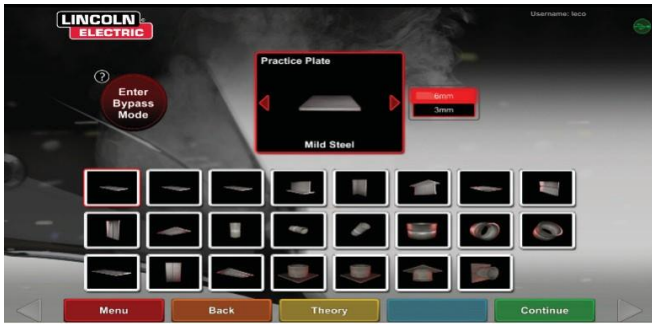 LINCOLN
ELECTRIC
Username: leco
?
Enter
Bypass
Mode
Practice Plate
Mild Steel
6mm
3mm
Menu
Back
Theory
Continue